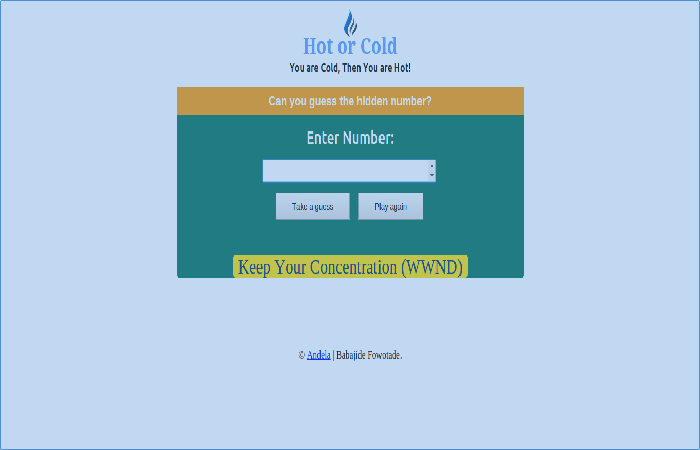 Hot or Cold
You are Cold, Then You are Hot!
Can you guess the hidden number?
Enter Number:
Take a guess
Play again
Keep Your Concentration (WWND)
© Andela | Babajide Fowotade.